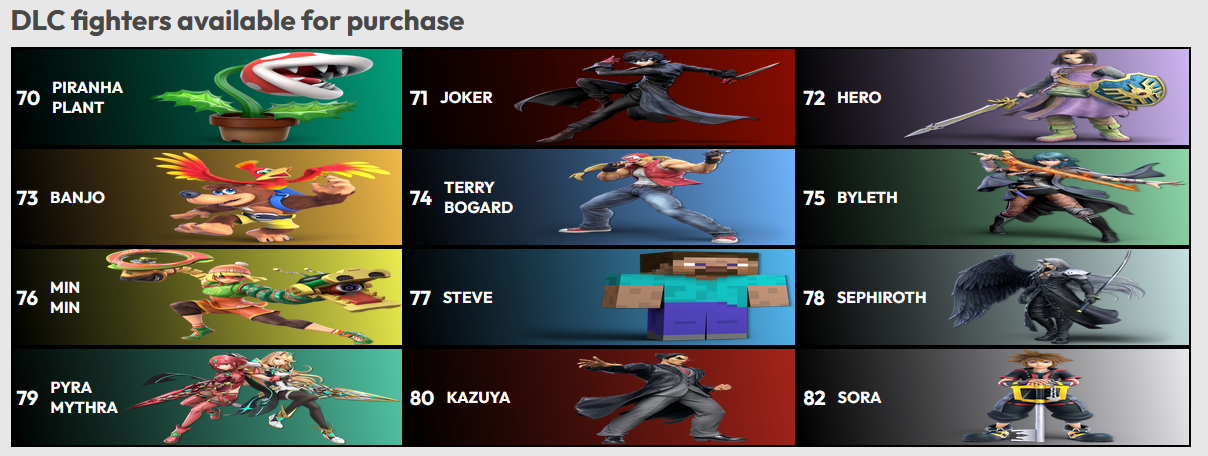 DLC fighters available for purchase
70 PIRANHA
PLANT
71 JOKER
72 HERO
73 BANJO
74 TERRY
BOGARD
75 BYLETH
76 MIN
MIN
77 STEVE
78 SEPHIROTH
79 PYRA
MYTHRA
80 KAZUYA
82 SORA